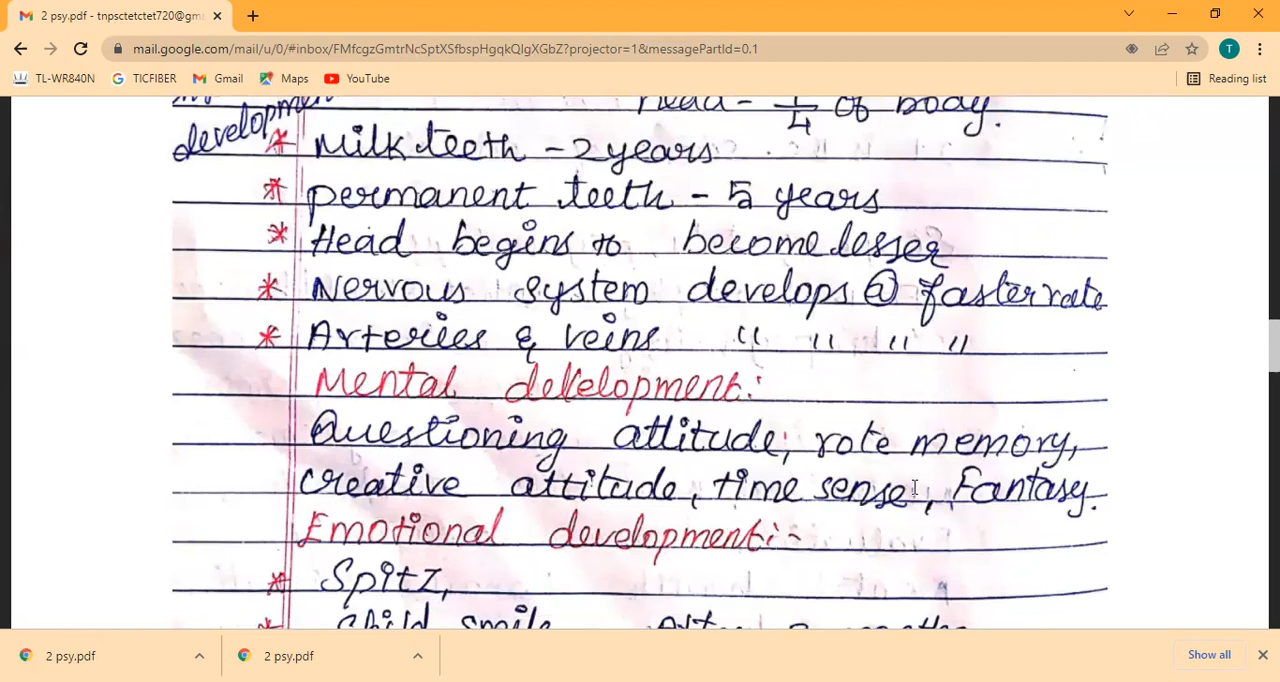 2 psy.pdf - tnpsctetctet720@gm
mail.google.com/mail/u/0/#inbox/FMfcgzGmtrNcSptXSfbspHgqkQlgXGbZ?projector=1&messagePartId=0.1
T
TL-WR840N TICFIBER Gmail Maps YouTube Reading list
Head - 1/4 of body.
development
* Milk teeth - 2 years
* permanent teeth - 5 years
* Head begins to become lesser
* Nervous system develops @ faster rate
* Arteries & veins " " " "
Mental development:
Questioning attitude, rote memory,
creative attitude, time sense, Fantasy.
Emotional development:-
* Spitz,
* child smile
2 psy.pdf 2 psy.pdf Show all